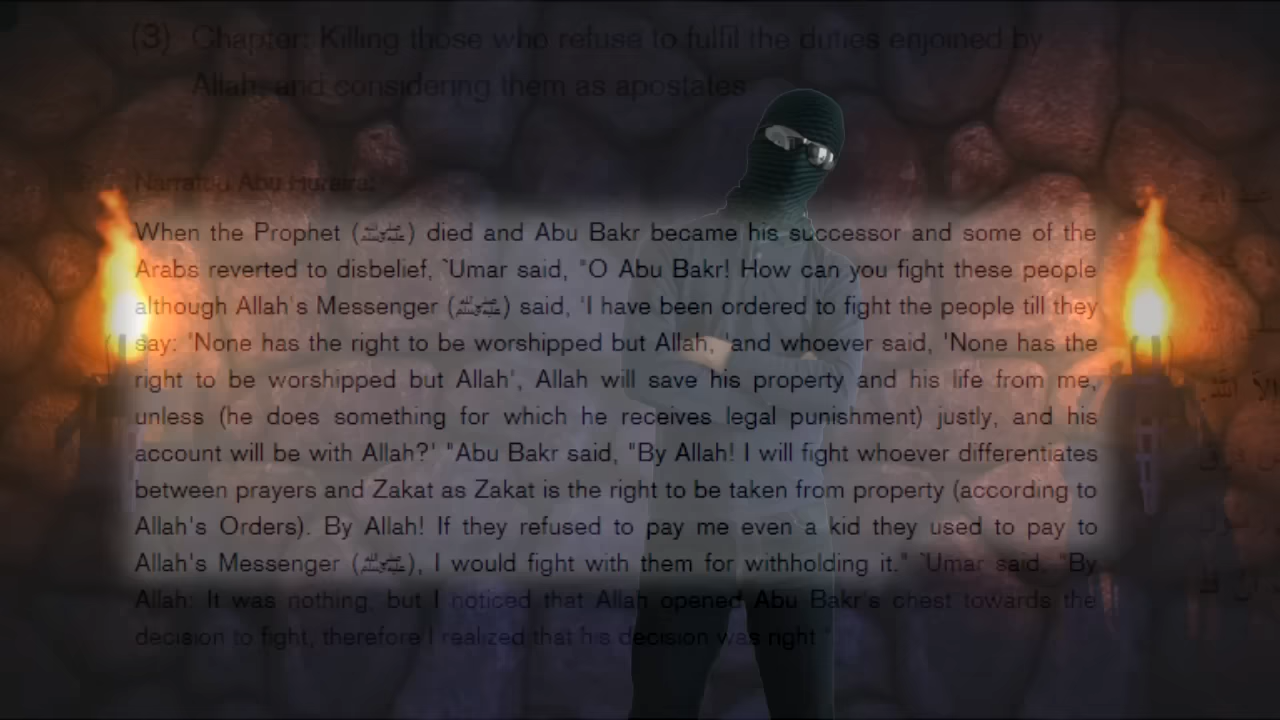 (3) Chapter: Killing those who refuse to fulfil the duties enjoined by
Allah, and considering them as apostates
Narrated Abu Huraira:
When the Prophet (ﷺ) died and Abu Bakr became his successor and some of the
Arabs reverted to disbelief, `Umar said, "O Abu Bakr! How can you fight these people
although Allah's Messenger (ﷺ) said, 'I have been ordered to fight the people till they
say: 'None has the right to be worshipped but Allah, 'and whoever said, 'None has the
right to be worshipped but Allah', Allah will save his property and his life from me,
unless (he does something for which he receives legal punishment) justly, and his
account will be with Allah?' "Abu Bakr said, "By Allah! I will fight whoever differentiates
between prayers and Zakat as Zakat is the right to be taken from property (according to
Allah's Orders). By Allah! If they refused to pay me even a kid they used to pay to
Allah's Messenger (ﷺ), I would fight with them for withholding it." `Umar said, "By
Allah: It was nothing, but I noticed that Allah opened Abu Bakr's chest towards the
decision to fight, therefore I realized that his decision was right."